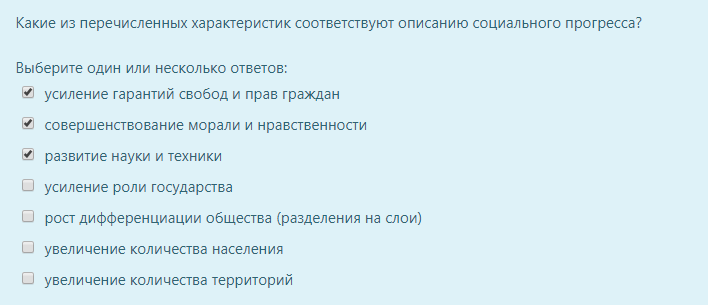 Какие из перечисленных характеристик соответствуют описанию социального прогресса?
Выберите один или несколько ответов:
усиление гарантий свобод и прав граждан
совершенствование морали и нравственности
развитие науки и техники
усиление роли государства
рост дифференциации общества (разделения на слои)
увеличение количества населения
увеличение количества территорий